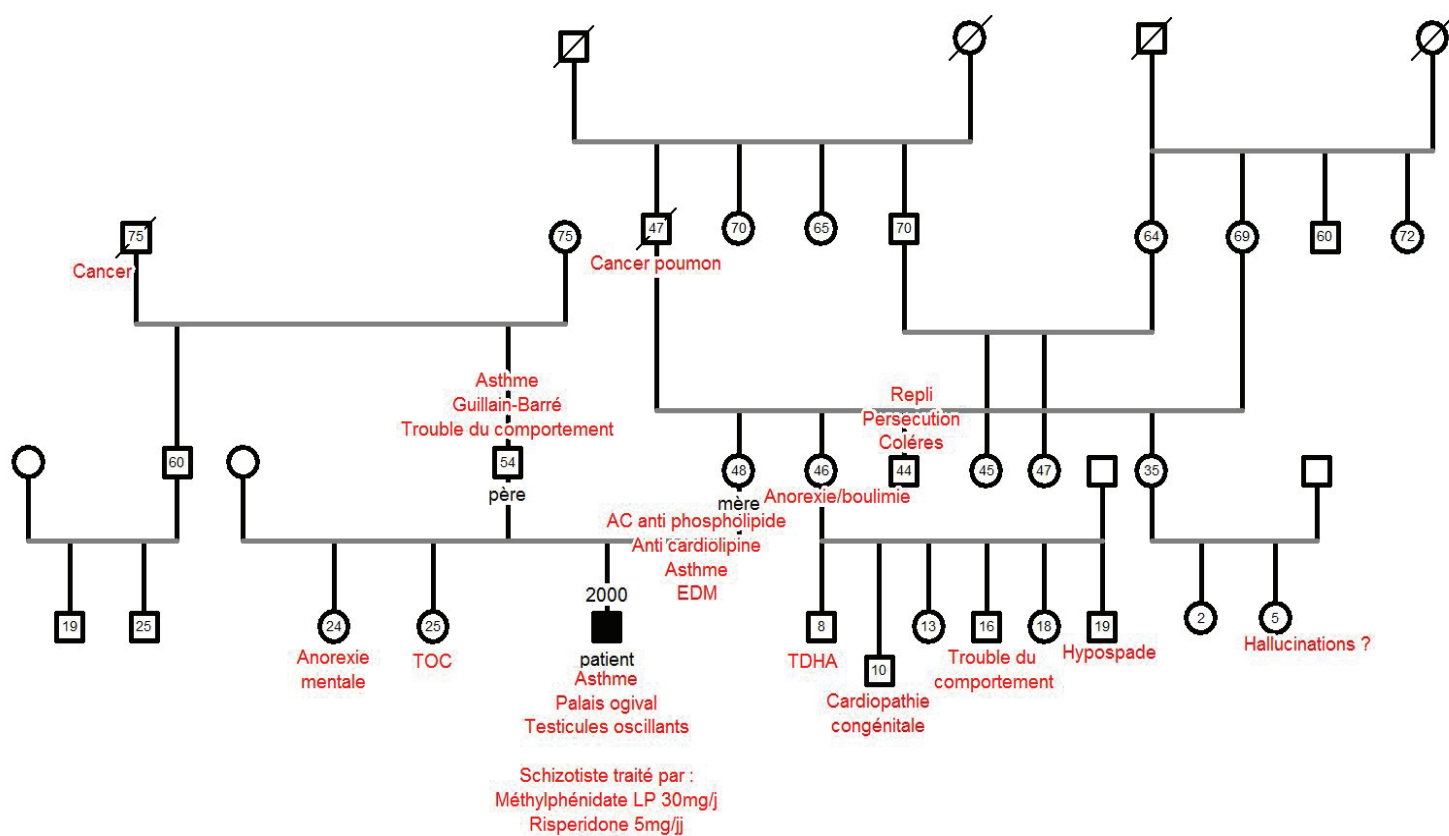 75
75
47
70
65
70
64
69
60
72
Cancer
Cancer poumon
Asthme
Guillain-Barré
Trouble du comportement
Repli
Persecution
Coléres
60
54
48
46
44
45
47
35
père
mère
Anorexie/boulimie
AC anti phospholipide
Anti cardiolipine
Asthme
EDM
2000
19
25
24
25
8
13
16
18
19
2
5
Anorexie
mentale
TOC
patient
Asthme
Palais ogival
Testicules oscillants
TDHA
10
Cardiopathie
congénitale
Trouble du
comportement
Hypospade
Hallucinations ?
Schizotiste traité par :
Méthylphénidate LP 30mg/j
Risperidone 5mg/jj